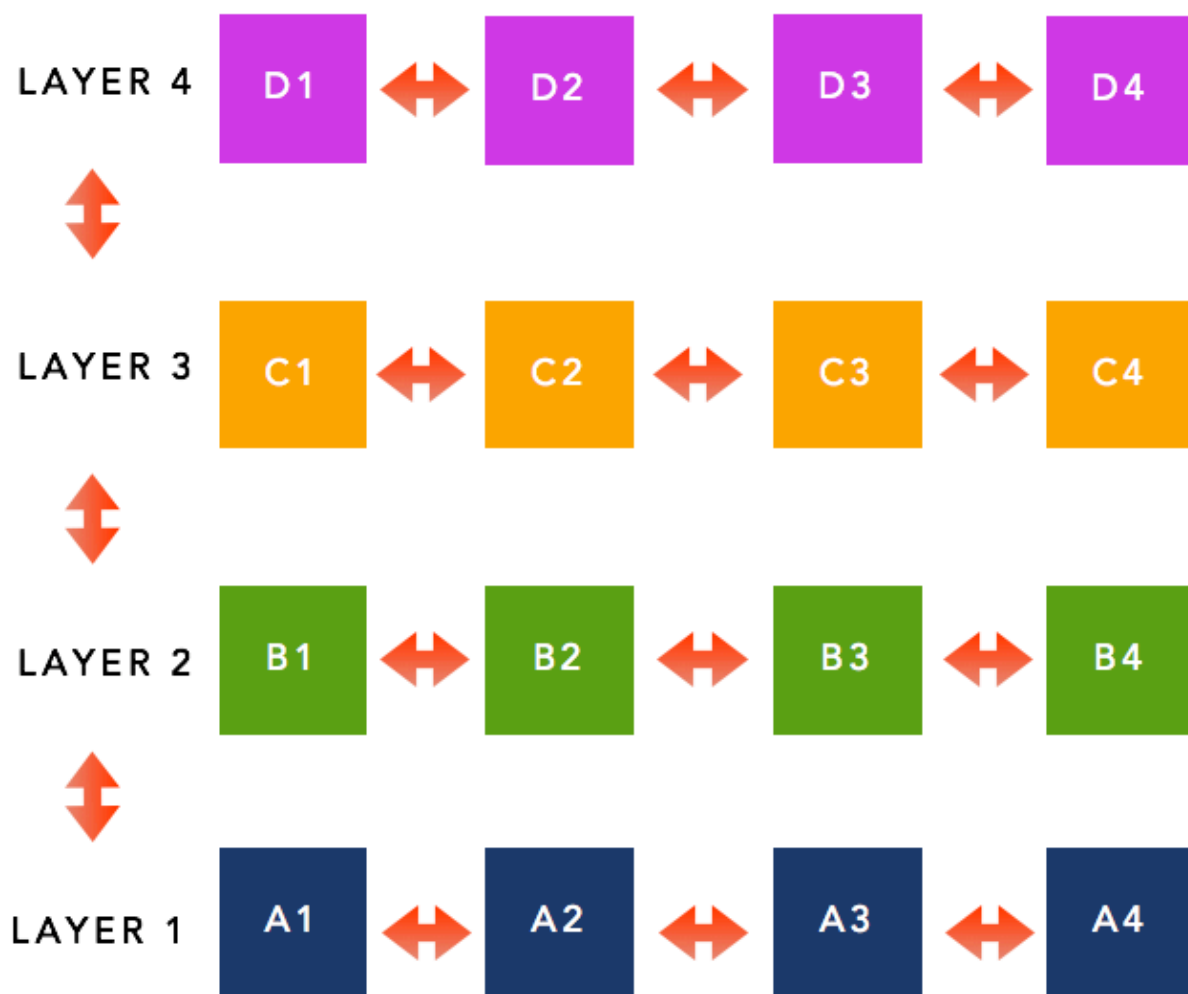 LAYER 4 D1 D2 D3 D4
LAYER 3 C1 C2 C3 C4
LAYER 2 B1 B2 B3 B4
LAYER 1 A1 A2 A3 A4